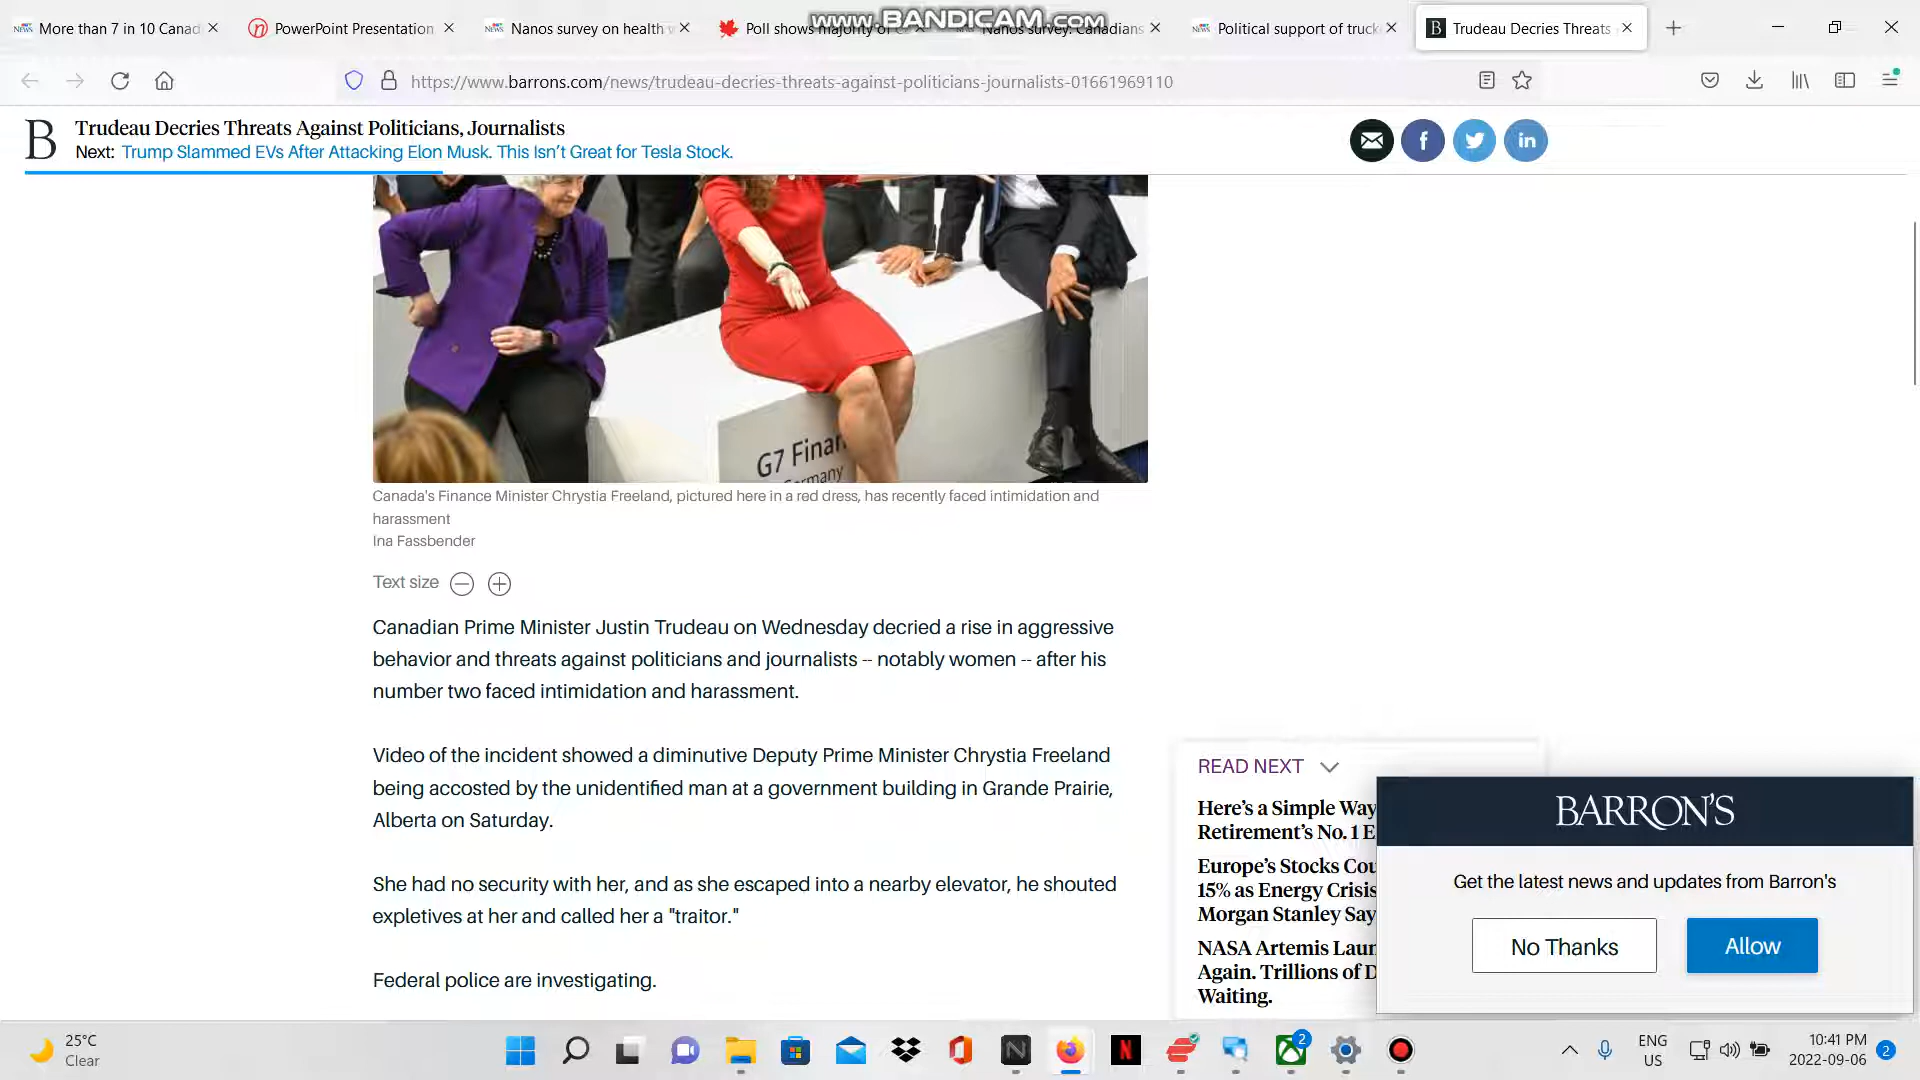 More than 7 in 10 Canad
PowerPoint Presentation
Nanos survey on health
Poll shows majority of
Nanos survey: Canadians
Political support of truck
Trudeau Decries Threats
www.BANDICAM.com
https://www.barrons.com/news/trudeau-decries-threats-against-politicians-journalists-01661969110
B
Trudeau Decries Threats Against Politicians, Journalists
Next: Trump Slammed EVs After Attacking Elon Musk. This Isn't Great for Tesla Stock.
G7 Finan
Germany
Canada's Finance Minister Chrystia Freeland, pictured here in a red dress, has recently faced intimidation and
harassment
Ina Fassbender
Text size
Canadian Prime Minister Justin Trudeau on Wednesday decried a rise in aggressive
behavior and threats against politicians and journalists -- notably women -- after his
number two faced intimidation and harassment.
Video of the incident showed a diminutive Deputy Prime Minister Chrystia Freeland
being accosted by the unidentified man at a government building in Grande Prairie,
Alberta on Saturday.
She had no security with her, and as she escaped into a nearby elevator, he shouted
expletives at her and called her a "traitor."
Federal police are investigating.
READ NEXT
Here's a Simple Way
Retirement's No. 1 E
Europe's Stocks Cou
15% as Energy Crisis
Morgan Stanley Say
NASA Artemis Laun
Again. Trillions of D
Waiting.
BARRON'S
Get the latest news and updates from Barron's
No Thanks
Allow
25°C
Clear
2
ENG
US
10:41 PM
2022-09-06
2